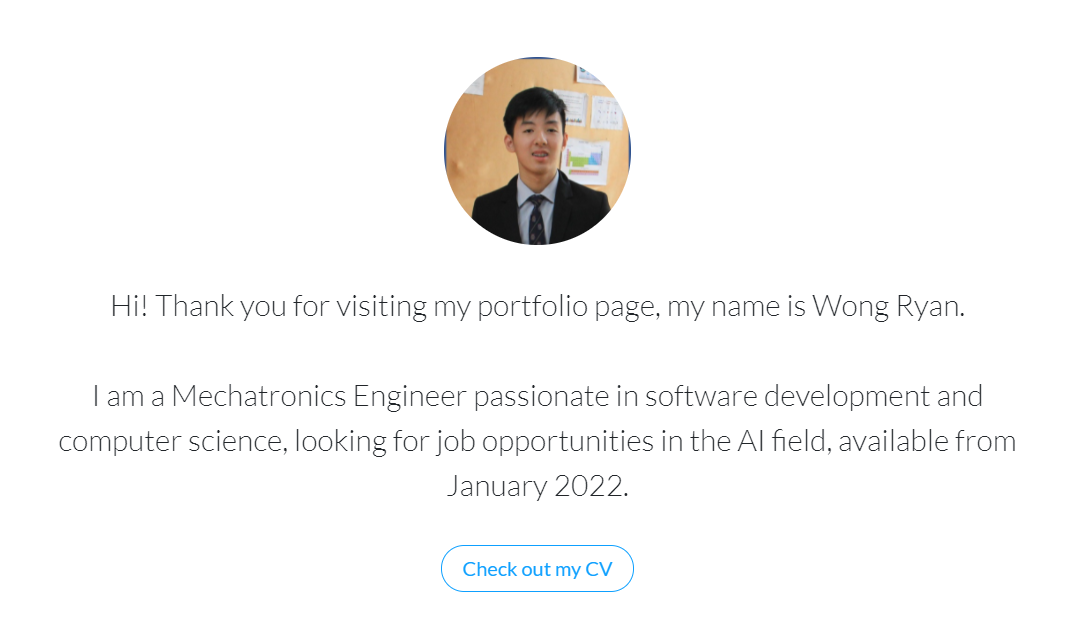 Hi! Thank you for visiting my portfolio page, my name is Wong Ryan.
I am a Mechatronics Engineer passionate in software development and
computer science, looking for job opportunities in the AI field, available from
January 2022.
Check out my CV